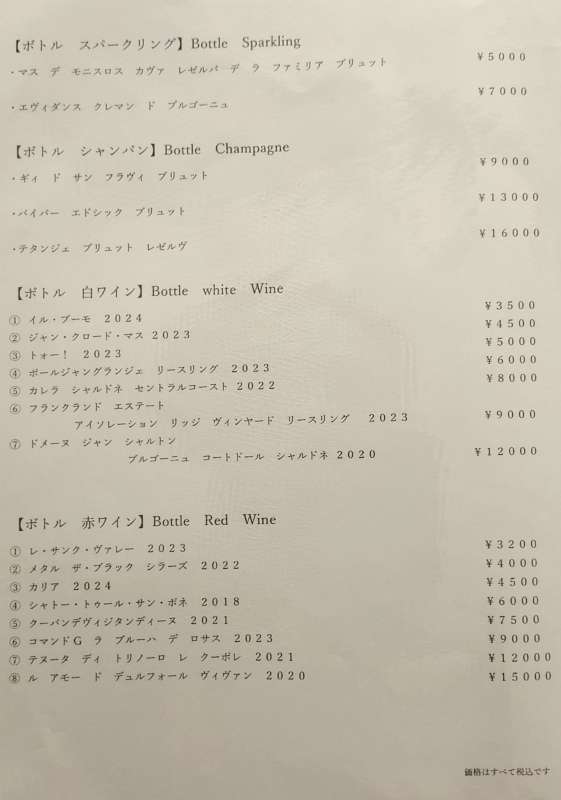 【ボトル　スパークリング】Bottle　Sparkling
・マス　デ　モニスロス　カヴァ　レゼルバ　デ　ラ　ファミリア　ブリュット　￥5000
・エヴィダンス　クレマン　ド　ブルゴーニュ　￥7000
【ボトル　シャンパン】Bottle　Champagne
・ギィ　ド　サン　フラヴィ　ブリュット　￥9000
・パイパー　エドシック　ブリュット　￥13000
・テタンジェ　ブリュット　レゼルヴ　￥16000
【ボトル　白ワイン】Bottle　white　Wine
① イル・プーモ　2024　￥3500
② ジャン・クロード・マス　2023　￥4500
③ トォー！　2023　￥5000
④ ポールジャングランジェ　リースリング　2023　￥6000
⑤ カレラ　シャルドネ　セントラルコースト　2022　￥8000
⑥ フランクランド　エステート
アイソレーション　リッジ　ヴィンヤード　リースリング　2023　￥9000
⑦ ドメーヌ　ジャン　シャルトン
ブルゴーニュ　コートドール　シャルドネ　2020　￥12000
【ボトル　赤ワイン】Bottle　Red　Wine
① レ・サンク・ヴァレー　2023　￥3200
② メタル　ザ・ブラック　シラーズ　2022　￥4000
③ カリア　2024　￥4500
④ シャトー・トゥール・サン・ボネ　2018　￥6000
⑤ クーバンデヴィジタンディーヌ　2021　￥7500
⑥ コマンドG　ラ　ブルーハ　デ　ロサス　2023　￥9000
⑦ テヌータ　ディ　トリノーロ　レ　クーポレ　2021　￥12000
⑧ ル　アモー　ド　デュルフォール　ヴィヴァン　2020　￥15000
価格はすべて税込です